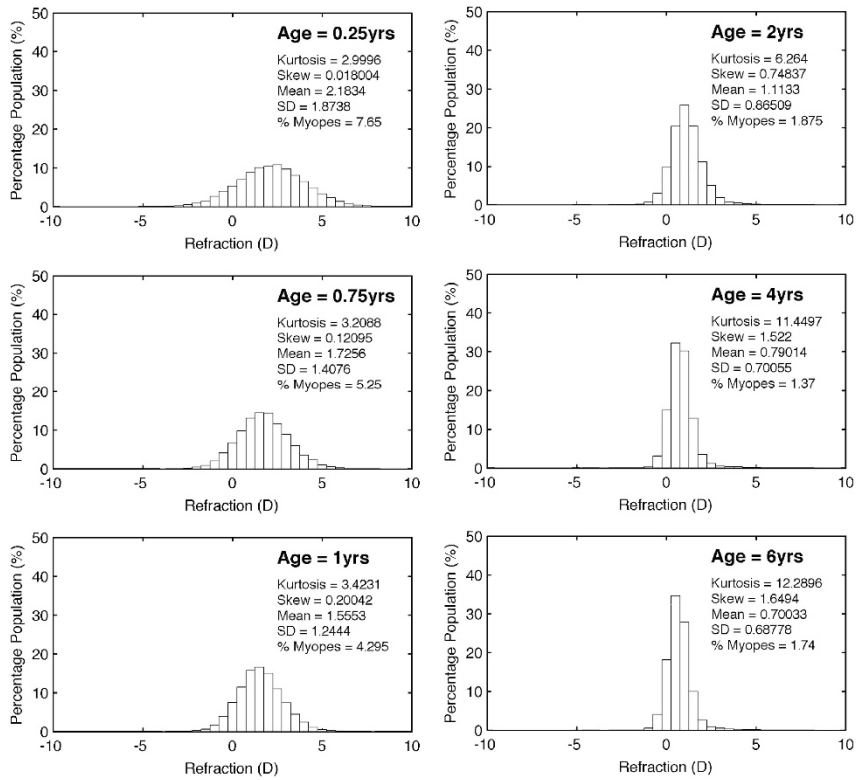 50
40
30
20
10
0
Percentage Population (%)
Age = 0.25yrs
Kurtosis = 2.9996
Skew = 0.018004
Mean = 2.1834
SD = 1.8738
% Myopes = 7.65
-10
-5
0
5
10
Refraction (D)
50
40
30
20
10
0
Percentage Population (%)
Age = 2yrs
Kurtosis = 6.264
Skew = 0.74837
Mean = 1.1133
SD = 0.86509
% Myopes = 1.875
-10
-5
0
5
10
Refraction (D)
50
40
30
20
10
0
Percentage Population (%)
Age = 0.75yrs
Kurtosis = 3.2088
Skew = 0.12095
Mean = 1.7256
SD = 1.4076
% Myopes = 5.25
-10
-5
0
5
10
Refraction (D)
50
40
30
20
10
0
Percentage Population (%)
Age = 4yrs
Kurtosis = 11.4497
Skew = 1.522
Mean = 0.79014
SD = 0.70055
% Myopes = 1.37
-10
-5
0
5
10
Refraction (D)
50
40
30
20
10
0
Percentage Population (%)
Age = 1yrs
Kurtosis = 3.4231
Skew = 0.20042
Mean = 1.5553
SD = 1.2444
% Myopes = 4.295
-10
-5
0
5
10
Refraction (D)
50
40
30
20
10
0
Percentage Population (%)
Age = 6yrs
Kurtosis = 12.2896
Skew = 1.6494
Mean = 0.70033
SD = 0.68778
% Myopes = 1.74
-10
-5
0
5
10
Refraction (D)